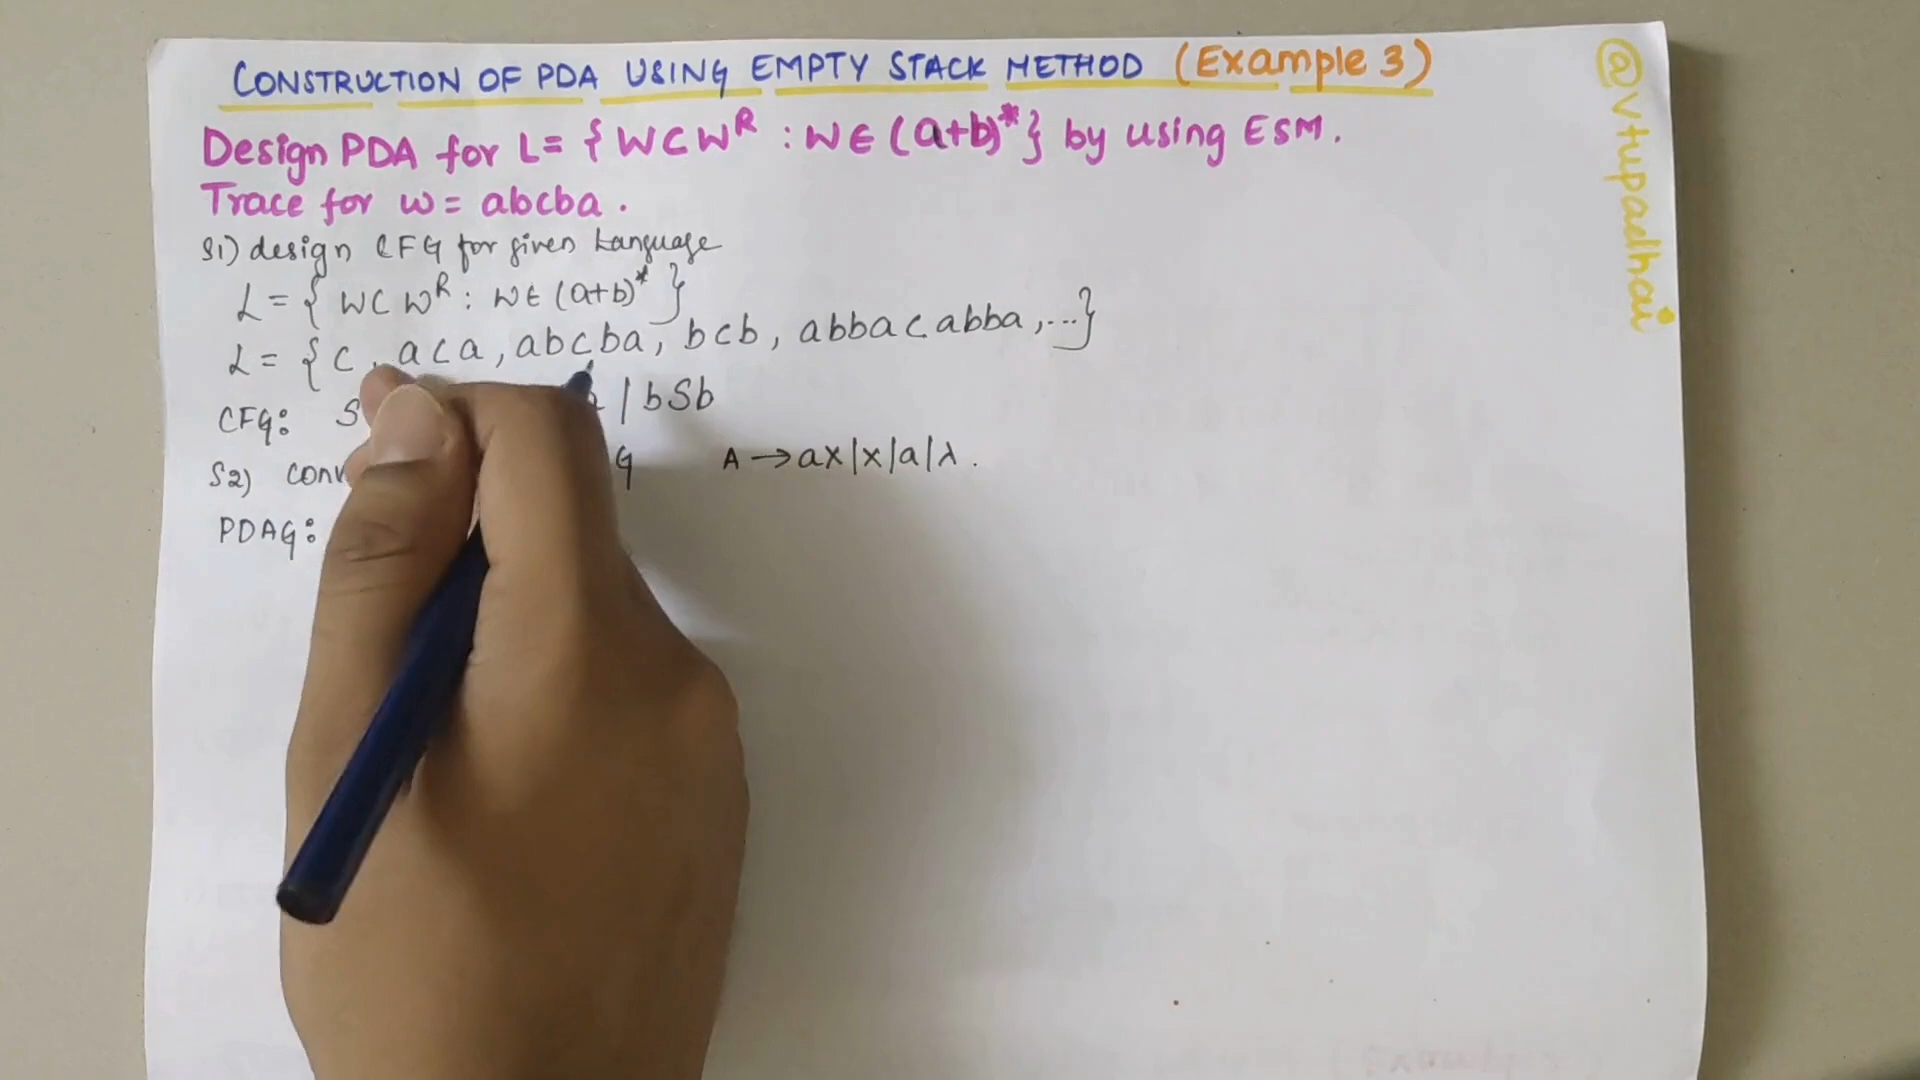 CONSTRUCTION OF PDA USING EMPTY STACK METHOD (Example 3)
Design PDA for L= { WCW^R : W∈ (a+b)^* } by using ESM.
Trace for w = abcba .
S1) design CFG for given Language
L = { WCW^R : W∈ (a+b)^* }
L = { C , aca , abcba , bcb , abbacabba ,...}
CFG: S | bSb
S2) G A → ax|x|a|λ .
PDAG:
@vtupadhai